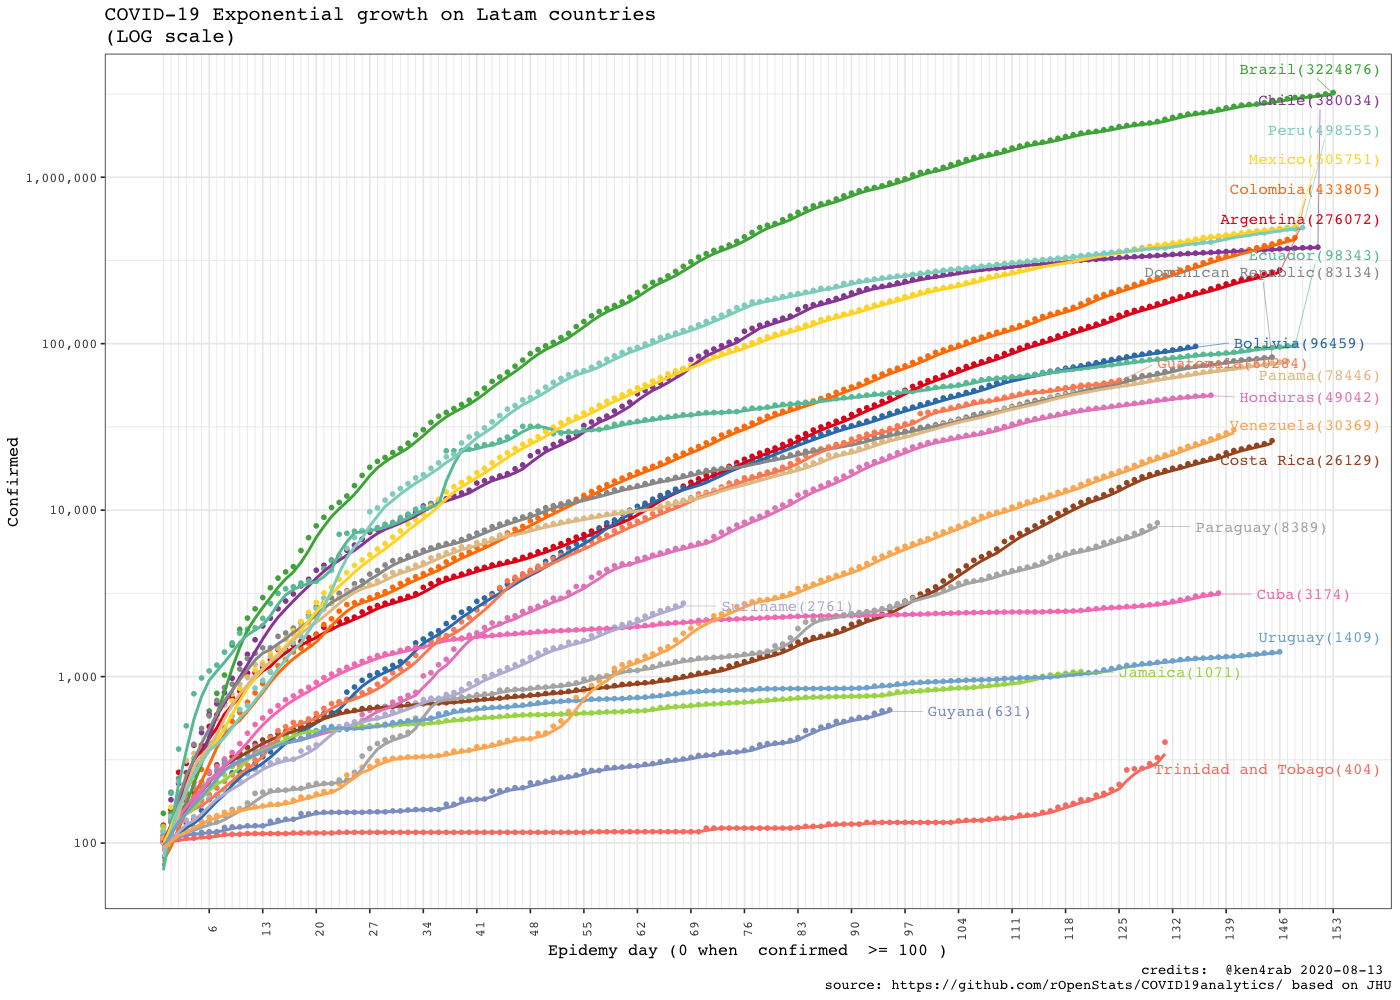 COVID-19 Exponential growth on Latam countries
(LOG scale)
Brazil(3224876)
Chile(380034)
Peru(498555)
Mexico(505751)
Colombia(433805)
Argentina(276072)
Ecuador(98343)
Dominican Republic(83134)
Bolivia(96459)
Guatemala(60284)
Panama(78446)
Honduras(49042)
Venezuela(30369)
Costa Rica(26129)
Paraguay(8389)
Cuba(3174)
Suriname(2761)
Uruguay(1409)
Jamaica(1071)
Guyana(631)
Trinidad and Tobago(404)
1,000,000
100,000
10,000
1,000
100
Confirmed
6 13 20 27 34 41 48 55 62 69 76 83 90 97 104 111 118 125 132 139 146 153
Epidemy day (0 when  confirmed  >= 100 )
credits:  @ken4rab 2020-08-13
source: https://github.com/rOpenStats/COVID19analytics/ based on JHU